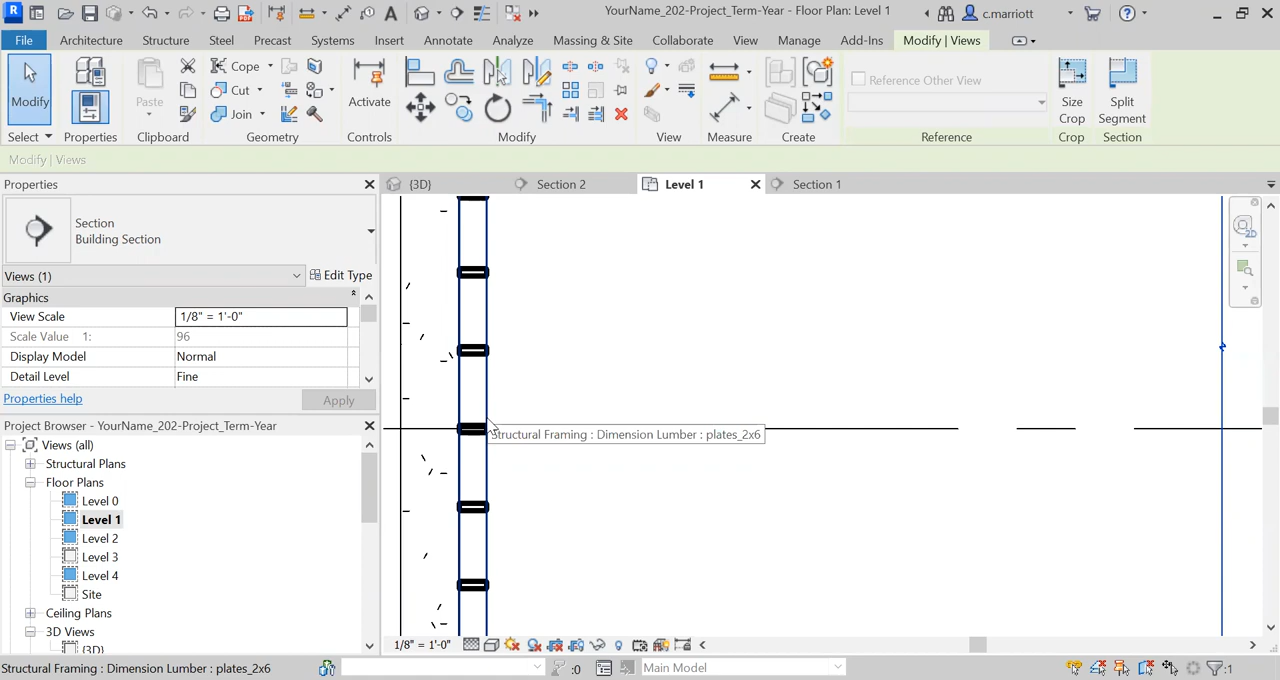 YourName_202-Project_Term-Year - Floor Plan: Level 1
c.marriott
File Architecture Structure Steel Precast Systems Insert Annotate Analyze Massing & Site Collaborate View Manage Add-Ins Modify | Views
Modify
Paste
Cope
Cut
Join
Activate
Reference Other View
Size Crop
Split Segment
Select Properties Clipboard Geometry Controls Modify View Measure Create Reference Crop Section
Modify | Views
Properties
{3D} Section 2 Level 1 Section 1
Section
Building Section
Views (1) Edit Type
Graphics
View Scale 1/8" = 1'-0"
Scale Value 1: 96
Display Model Normal
Detail Level Fine
Properties help Apply
Project Browser - YourName_202-Project_Term-Year
Structural Framing : Dimension Lumber : plates_2x6
Views (all)
Structural Plans
Floor Plans
Level 0
Level 1
Level 2
Level 3
Level 4
Site
Ceiling Plans
3D Views
{3D}
1/8" = 1'-0"
Structural Framing : Dimension Lumber : plates_2x6 :0 Main Model :1